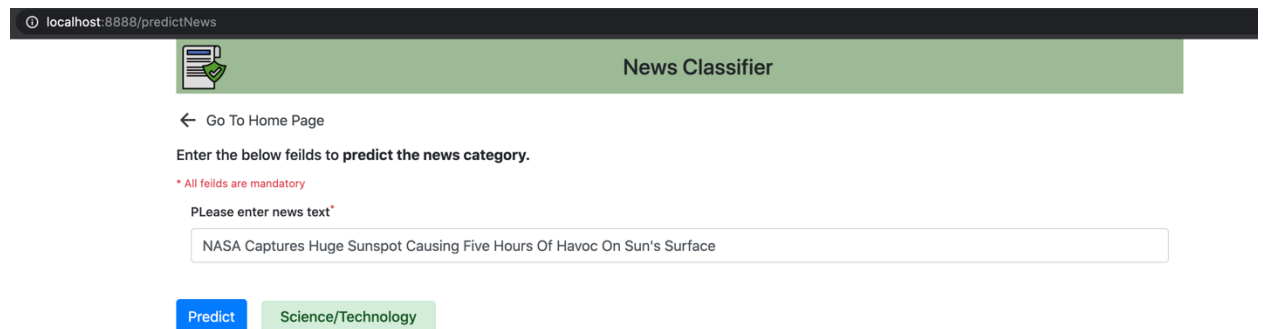 localhost:8888/predictNews
News Classifier
← Go To Home Page
Enter the below feilds to predict the news category.
* All feilds are mandatory
PLease enter news text*
NASA Captures Huge Sunspot Causing Five Hours Of Havoc On Sun's Surface
Predict Science/Technology